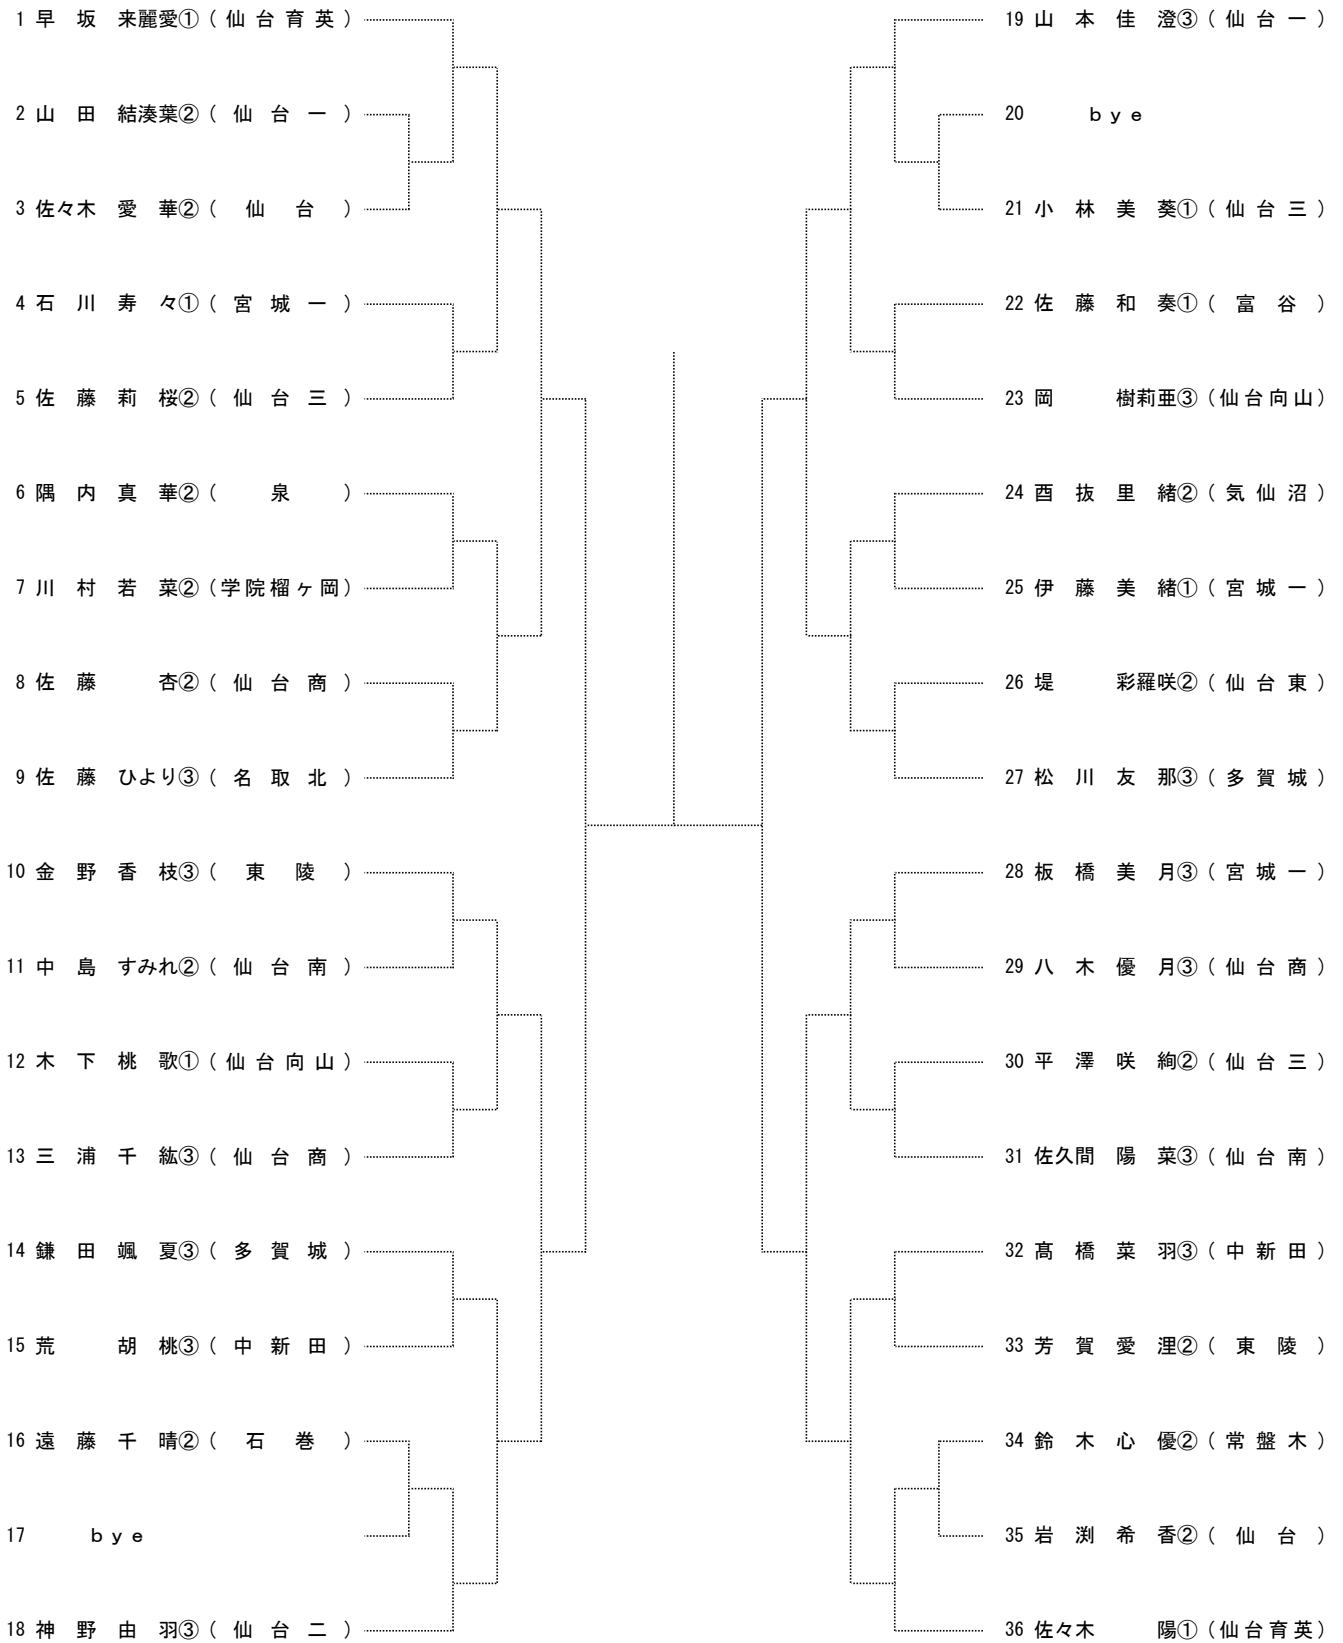 1 早坂 来麗愛① (仙台育英)
2 山田 結湊葉② (仙台一)
3 佐々木 愛華② (仙台)
4 石川寿々① (宮城一)
5 佐藤莉桜② (仙台三)
6 隅内真華② (泉)
7 川村若菜② (学院榴ヶ岡)
8 佐藤 杏② (仙台商)
9 佐藤 ひより③ (名取北)
10 金野香枝③ (東陵)
11 中島 すみれ② (仙台南)
12 木下桃歌① (仙台向山)
13 三浦千紘③ (仙台商)
14 鎌田颯夏③ (多賀城)
15 荒 胡桃③ (中新田)
16 遠藤千晴② (石巻)
17 bye
18 神野由羽③ (仙台二)
19 山本佳澄③ (仙台一)
20 bye
21 小林美葵① (仙台三)
22 佐藤和奏① (富谷)
23 岡 樹莉亜③ (仙台向山)
24 酉抜里緒② (気仙沼)
25 伊藤美緒① (宮城一)
26 堤 彩羅咲② (仙台東)
27 松川友那③ (多賀城)
28 板橋美月③ (宮城一)
29 八木優月③ (仙台商)
30 平澤咲絢② (仙台三)
31 佐久間 陽菜③ (仙台南)
32 髙橋菜羽③ (中新田)
33 芳賀愛浬② (東陵)
34 鈴木心優② (常盤木)
35 岩渕希香② (仙台)
36 佐々木 陽① (仙台育英)